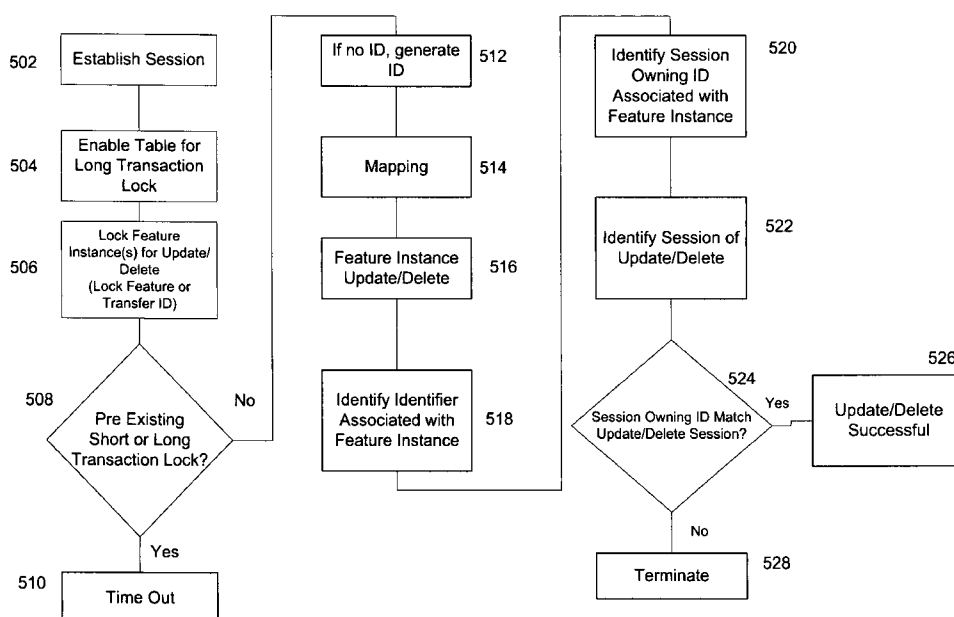 502
Establish Session
504
Enable Table for
Long Transaction
Lock
506
Lock Feature
Instance(s) for Update/
Delete
(Lock Feature or
Transfer ID)
508
Pre Existing
Short or Long
Transaction Lock?
No
Yes
510
Time Out
If no ID, generate
ID
512
Mapping
514
Feature Instance
Update/Delete
516
Identify Identifier
Associated with
Feature Instance
518
Identify Session
Owning ID
Associated with
Feature Instance
520
Identify Session of
Update/Delete
522
524
Session Owning ID Match
Update/Delete Session?
Yes
526
Update/Delete
Successful
No
Terminate
528